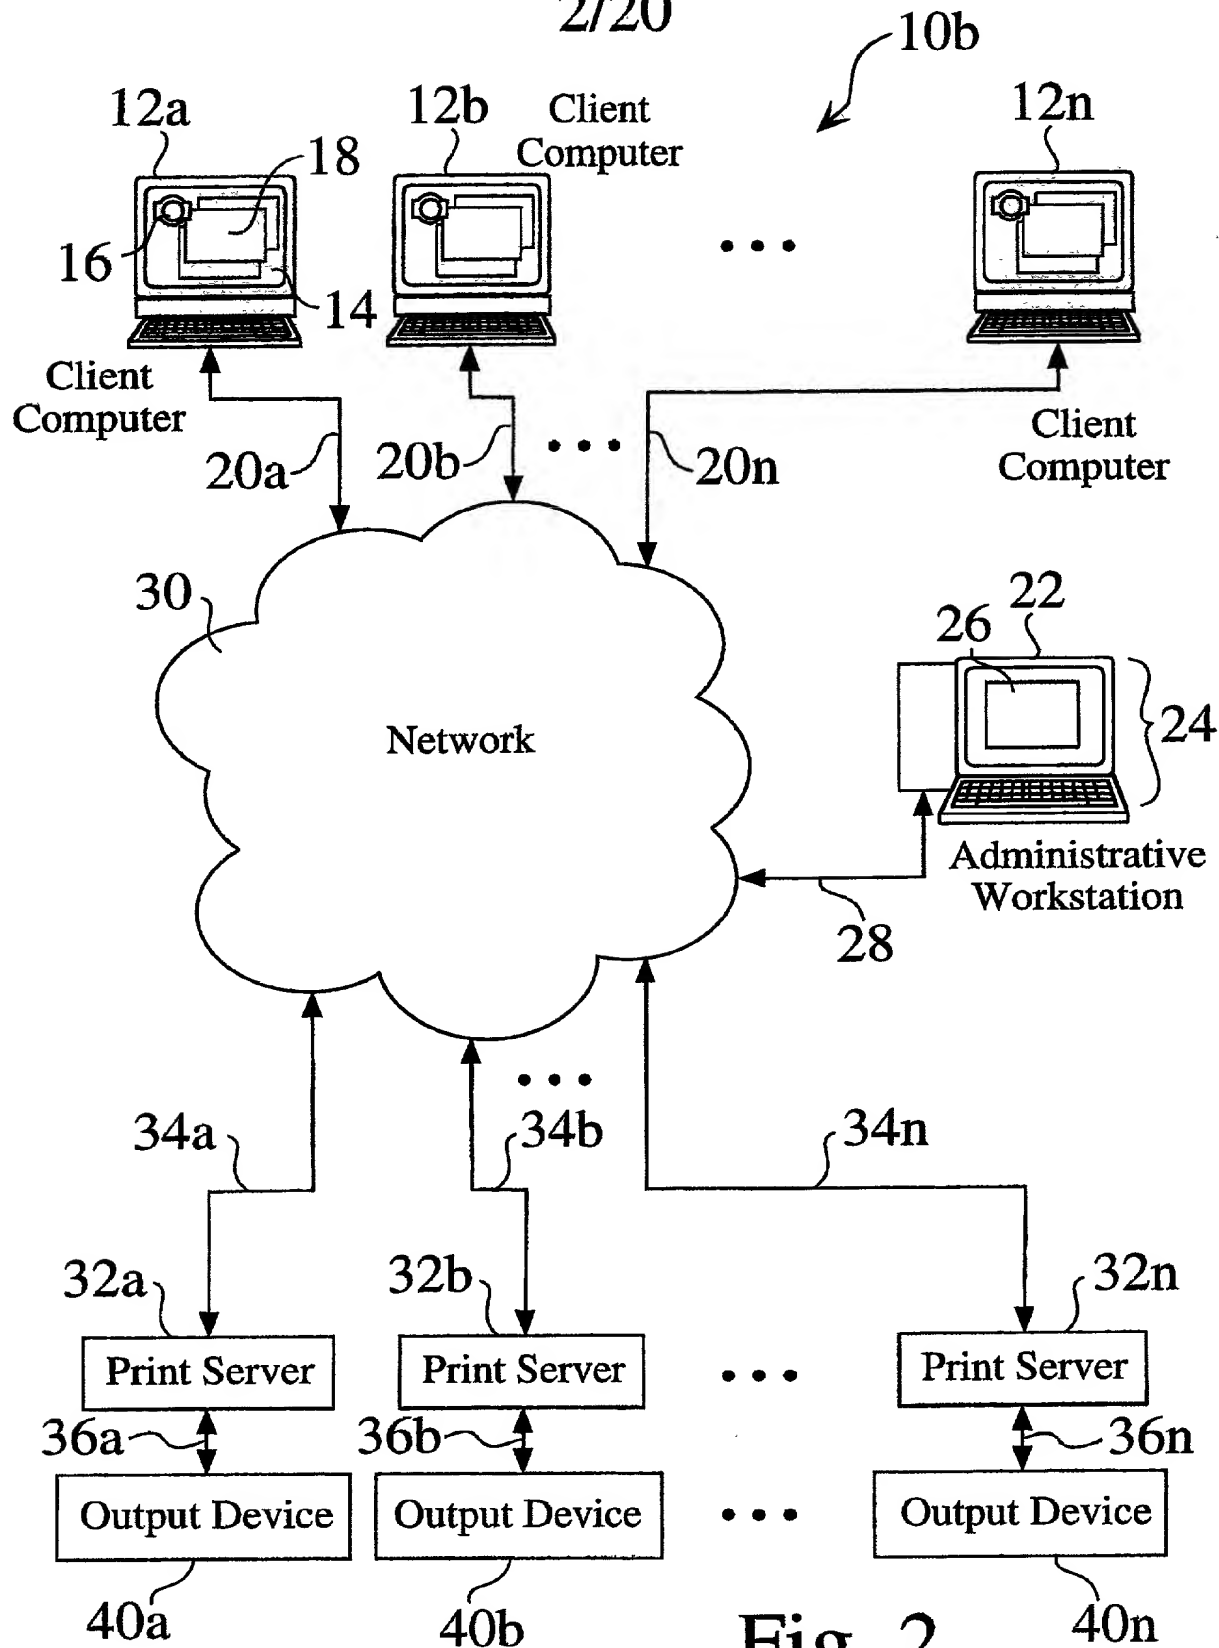 2/20
10b
12a
12b
Client
Computer
12n
18
16
14
Client
Computer
20a
20b
20n
Client
Computer
30
Network
22
26
24
Administrative
Workstation
28
34a
34b
34n
32a
32b
32n
Print Server
Print Server
Print Server
36a
36b
36n
Output Device
Output Device
Output Device
40a
40b
40n
Fig. 2